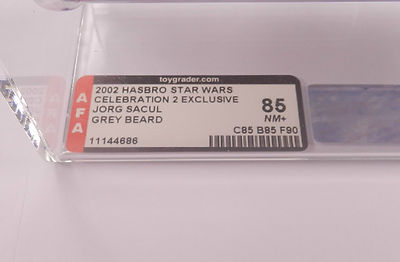 toygrader.com
AFA
2002 HASBRO STAR WARS
CELEBRATION 2 EXCLUSIVE
JORG SACUL
GREY BEARD
85
NM+
C85 B85 F90
11144686